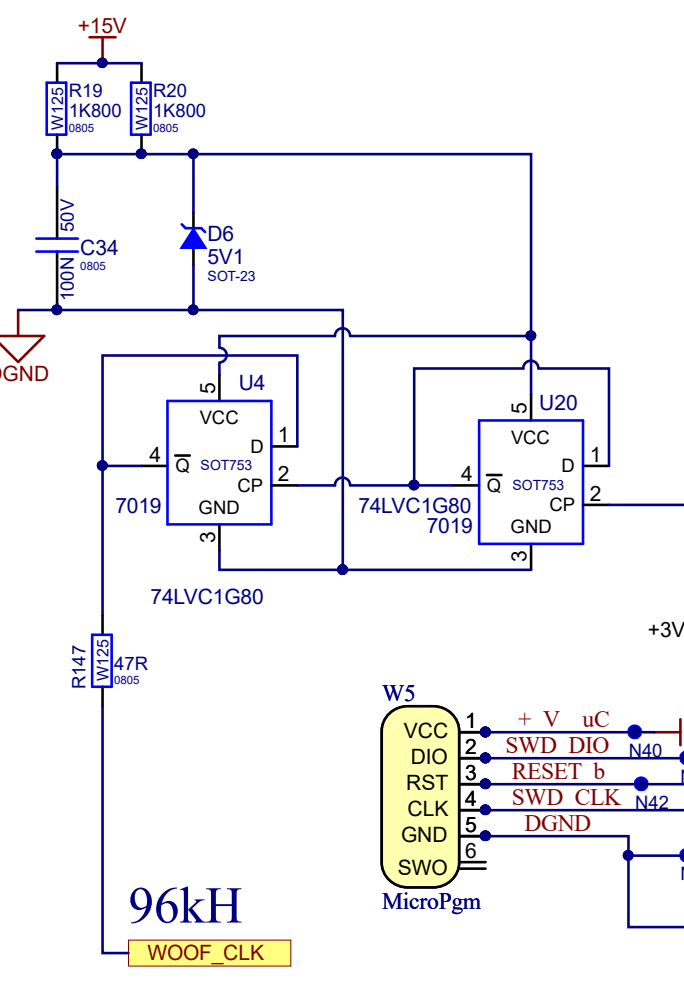 +15V
R19
1K800
0805
W125
R20
1K800
0805
W125
50V
C34
0805
100N
D6
5V1
SOT-23
GND
5
U4
VCC
D 1
4 Q SOT753
CP 2
GND
7019
3
74LVC1G80
5
U20
VCC
D 1
4 Q SOT753
CP 2
GND
74LVC1G80
7019
3
+3V
R147
W125
47R
0805
W5
VCC 1 + V uC
N40
DIO 2 SWD DIO
RST 3 RESET b
N42
CLK 4 SWD CLK
GND 5 DGND
SWO 6
MicroPgm
96kH
WOOF_CLK